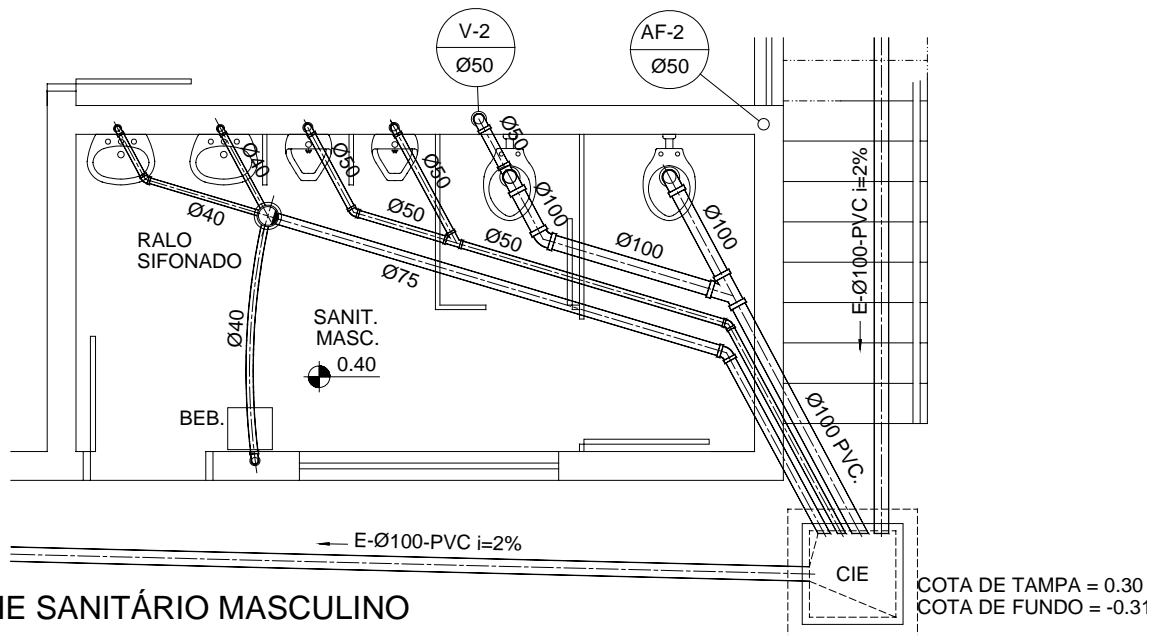 V-2
Ø50
AF-2
Ø50
Ø50
Ø40
Ø50
Ø50
Ø100
Ø100
Ø40
Ø50
Ø50
Ø100
RALO
SIFONADO
Ø75
E-Ø100-PVC i=2%
Ø40
SANIT.
MASC.
0.40
BEB.
Ø100 PVC.
E-Ø100-PVC i=2%
CIE
COTA DE TAMPA = 0.30
COTA DE FUNDO = -0.31
SANITÁRIO MASCULINO